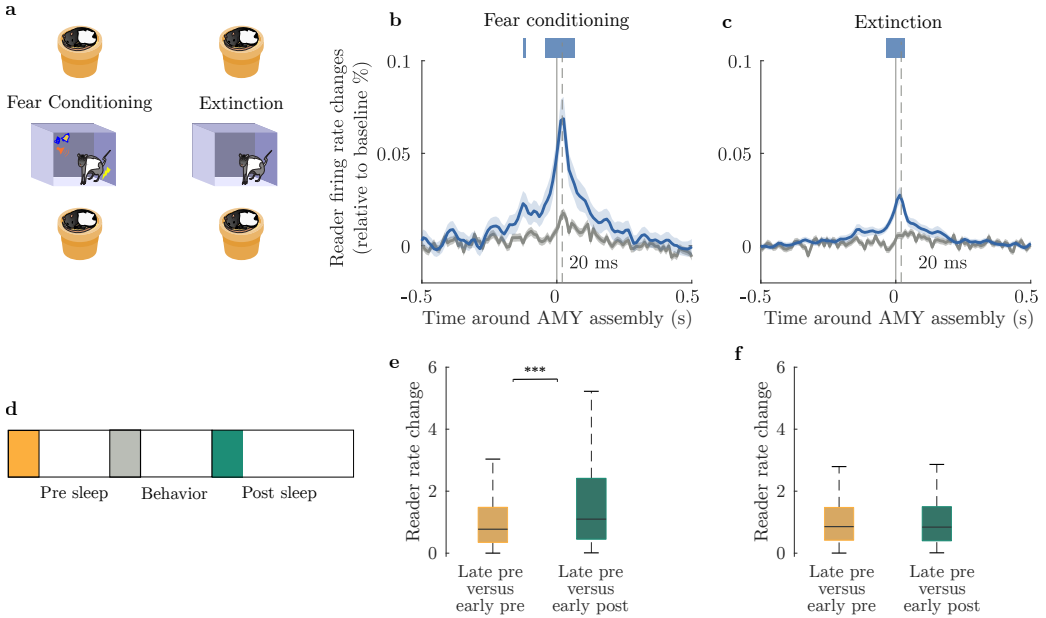 a
Fear Conditioning
Extinction
b
Fear conditioning
Reader firing rate changes
(relative to baseline %)
0.1
0.05
0
20 ms
-0.5
0
0.5
Time around AMY assembly (s)
c
Extinction
0.1
0.05
0
20 ms
-0.5
0
0.5
Time around AMY assembly (s)
d
Pre sleep
Behavior
Post sleep
e
Reader rate change
6
4
2
0
***
Late pre
versus
early pre
Late pre
versus
early post
f
Reader rate change
6
4
2
0
Late pre
versus
early pre
Late pre
versus
early post